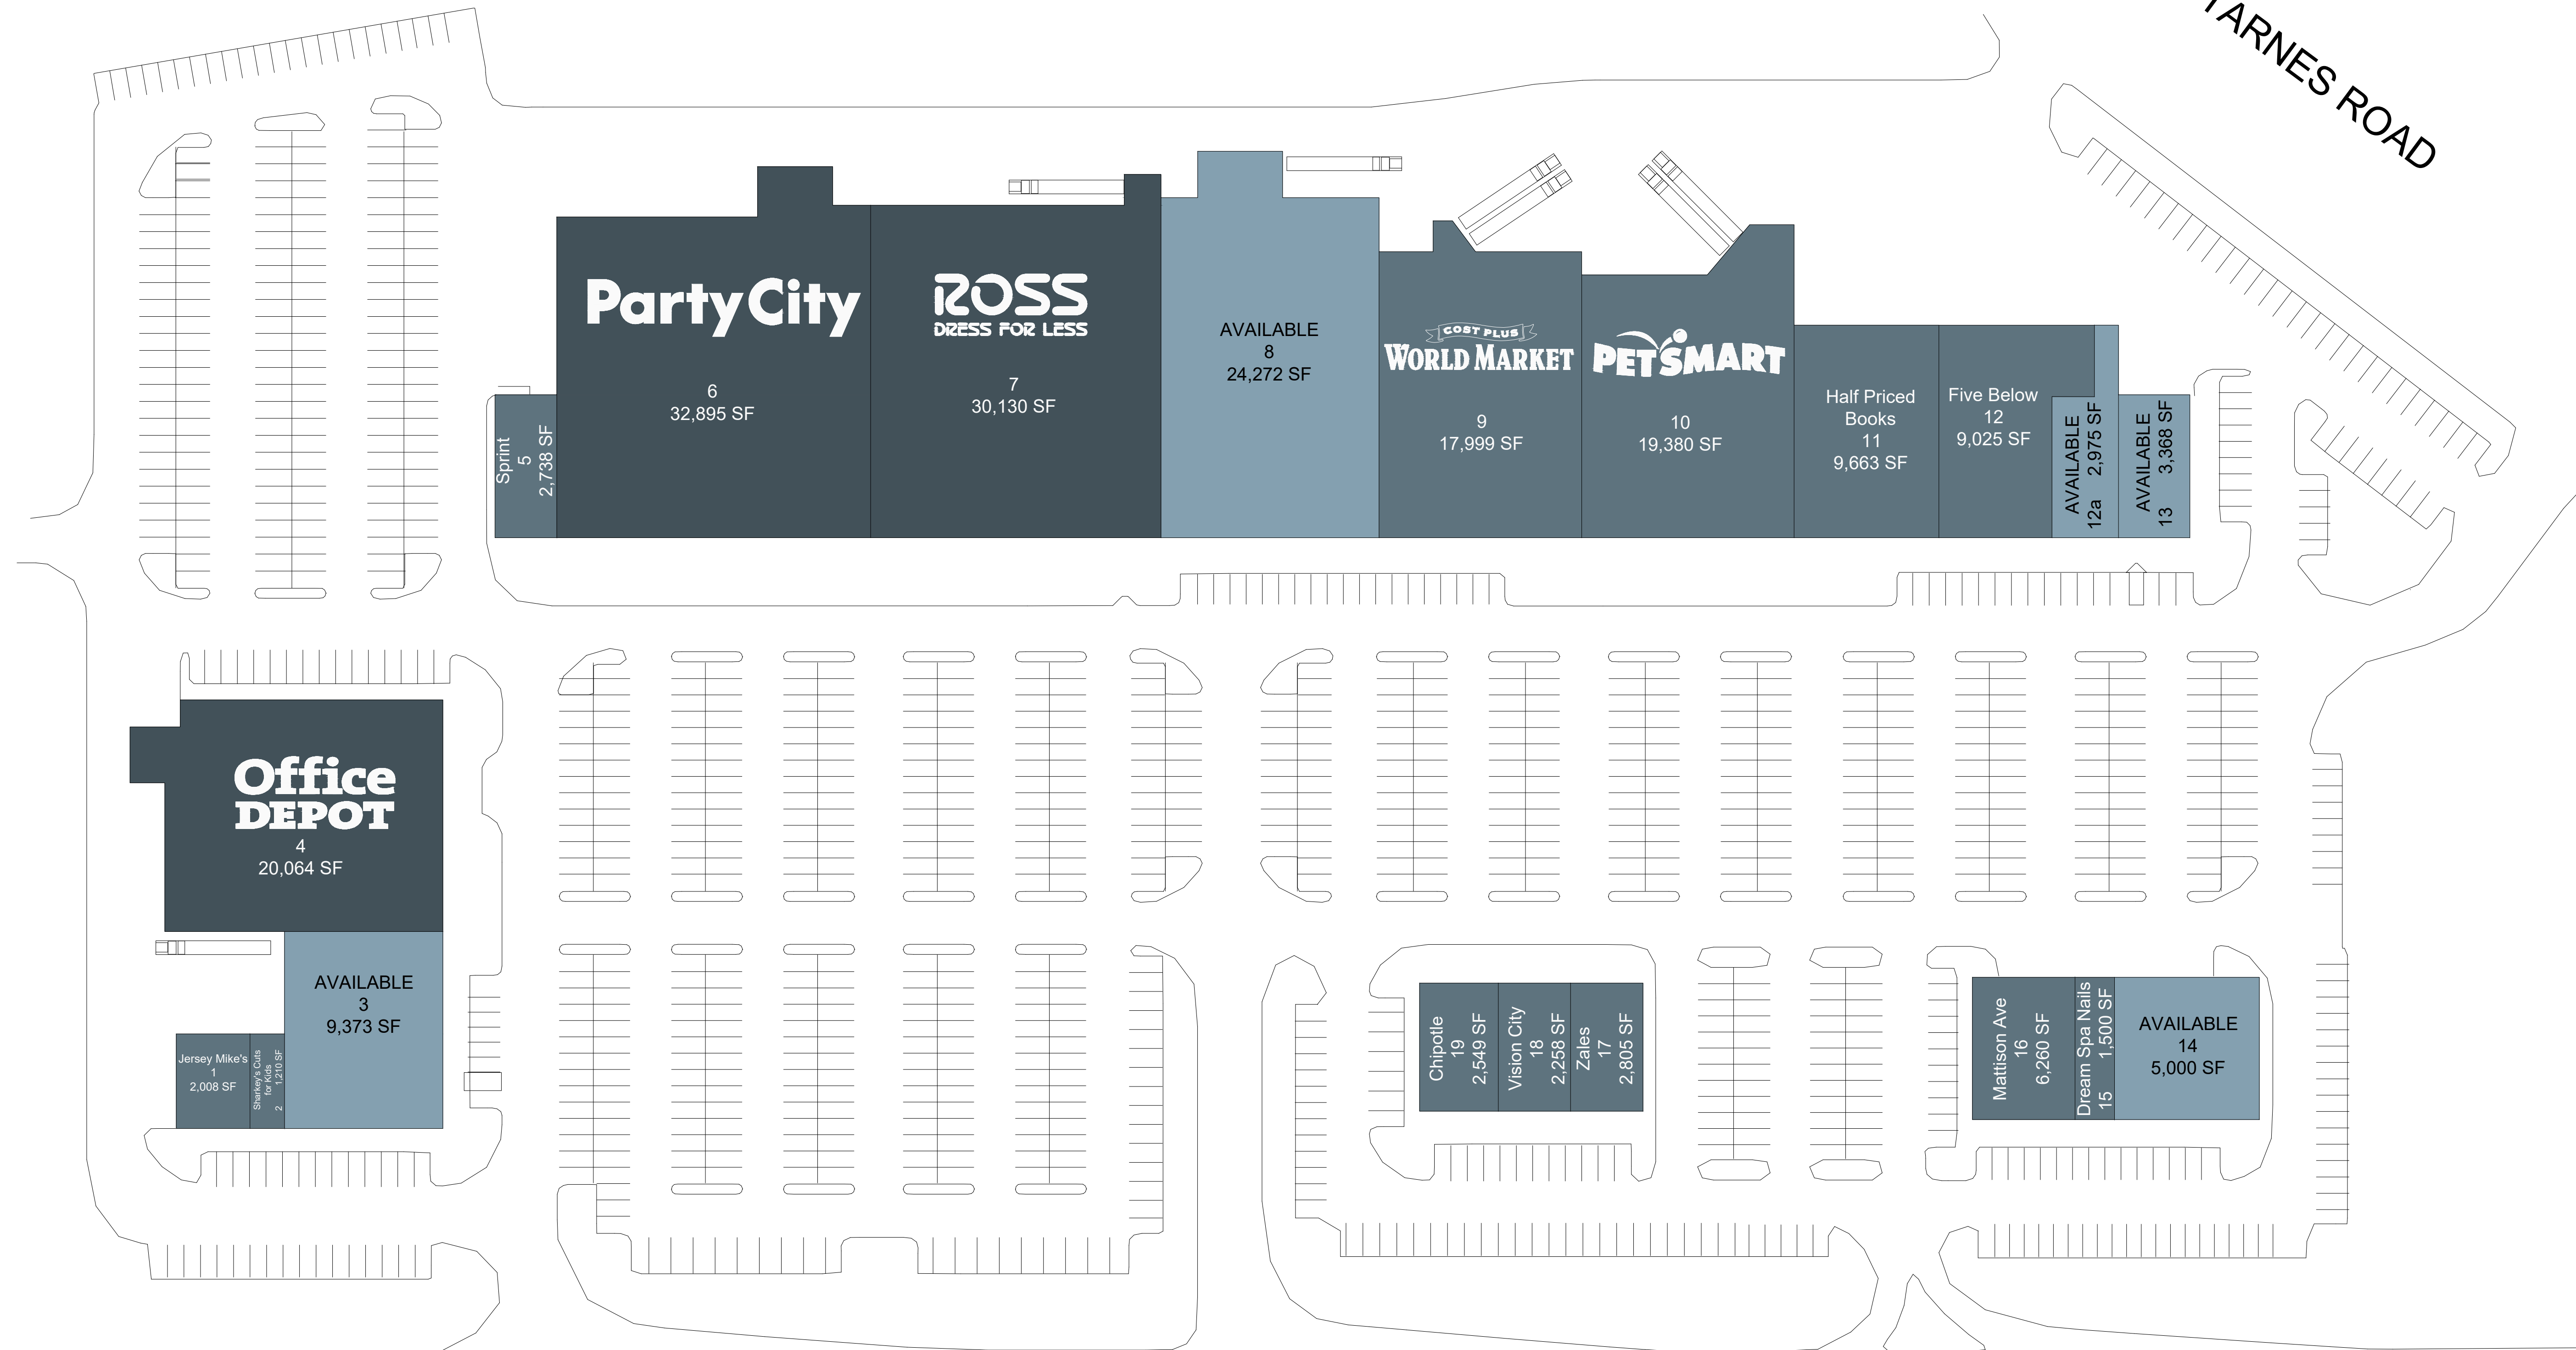 TARNES ROAD
Party City
6
32,895 SF
ROSS
DRESS FOR LESS
7
30,130 SF
AVAILABLE
8
24,272 SF
COST PLUS
WORLD MARKET
9
17,999 SF
PETSMART
10
19,380 SF
Half Priced
Books
11
9,663 SF
Five Below
12
9,025 SF
AVAILABLE
12a 2,975 SF
AVAILABLE
13 3,368 SF
Sprint
5
2,738 SF
Office
DEPOT
4
20,064 SF
AVAILABLE
3
9,373 SF
Jersey Mike's
1
2,008 SF
Sharkey's Cuts
for Kids
2 1,210 SF
Chipotle
19
2,549 SF
Vision City
18
2,258 SF
Zales
17
2,805 SF
Mattison Ave
16
6,260 SF
Dream Spa Nails
15 1,500 SF
AVAILABLE
14
5,000 SF